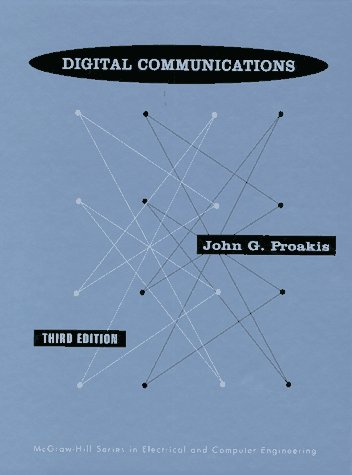 DIGITAL COMMUNICATIONS
John G. Proakis
THIRD EDITION
McGraw-Hill Series in Electrical and Computer Engineering